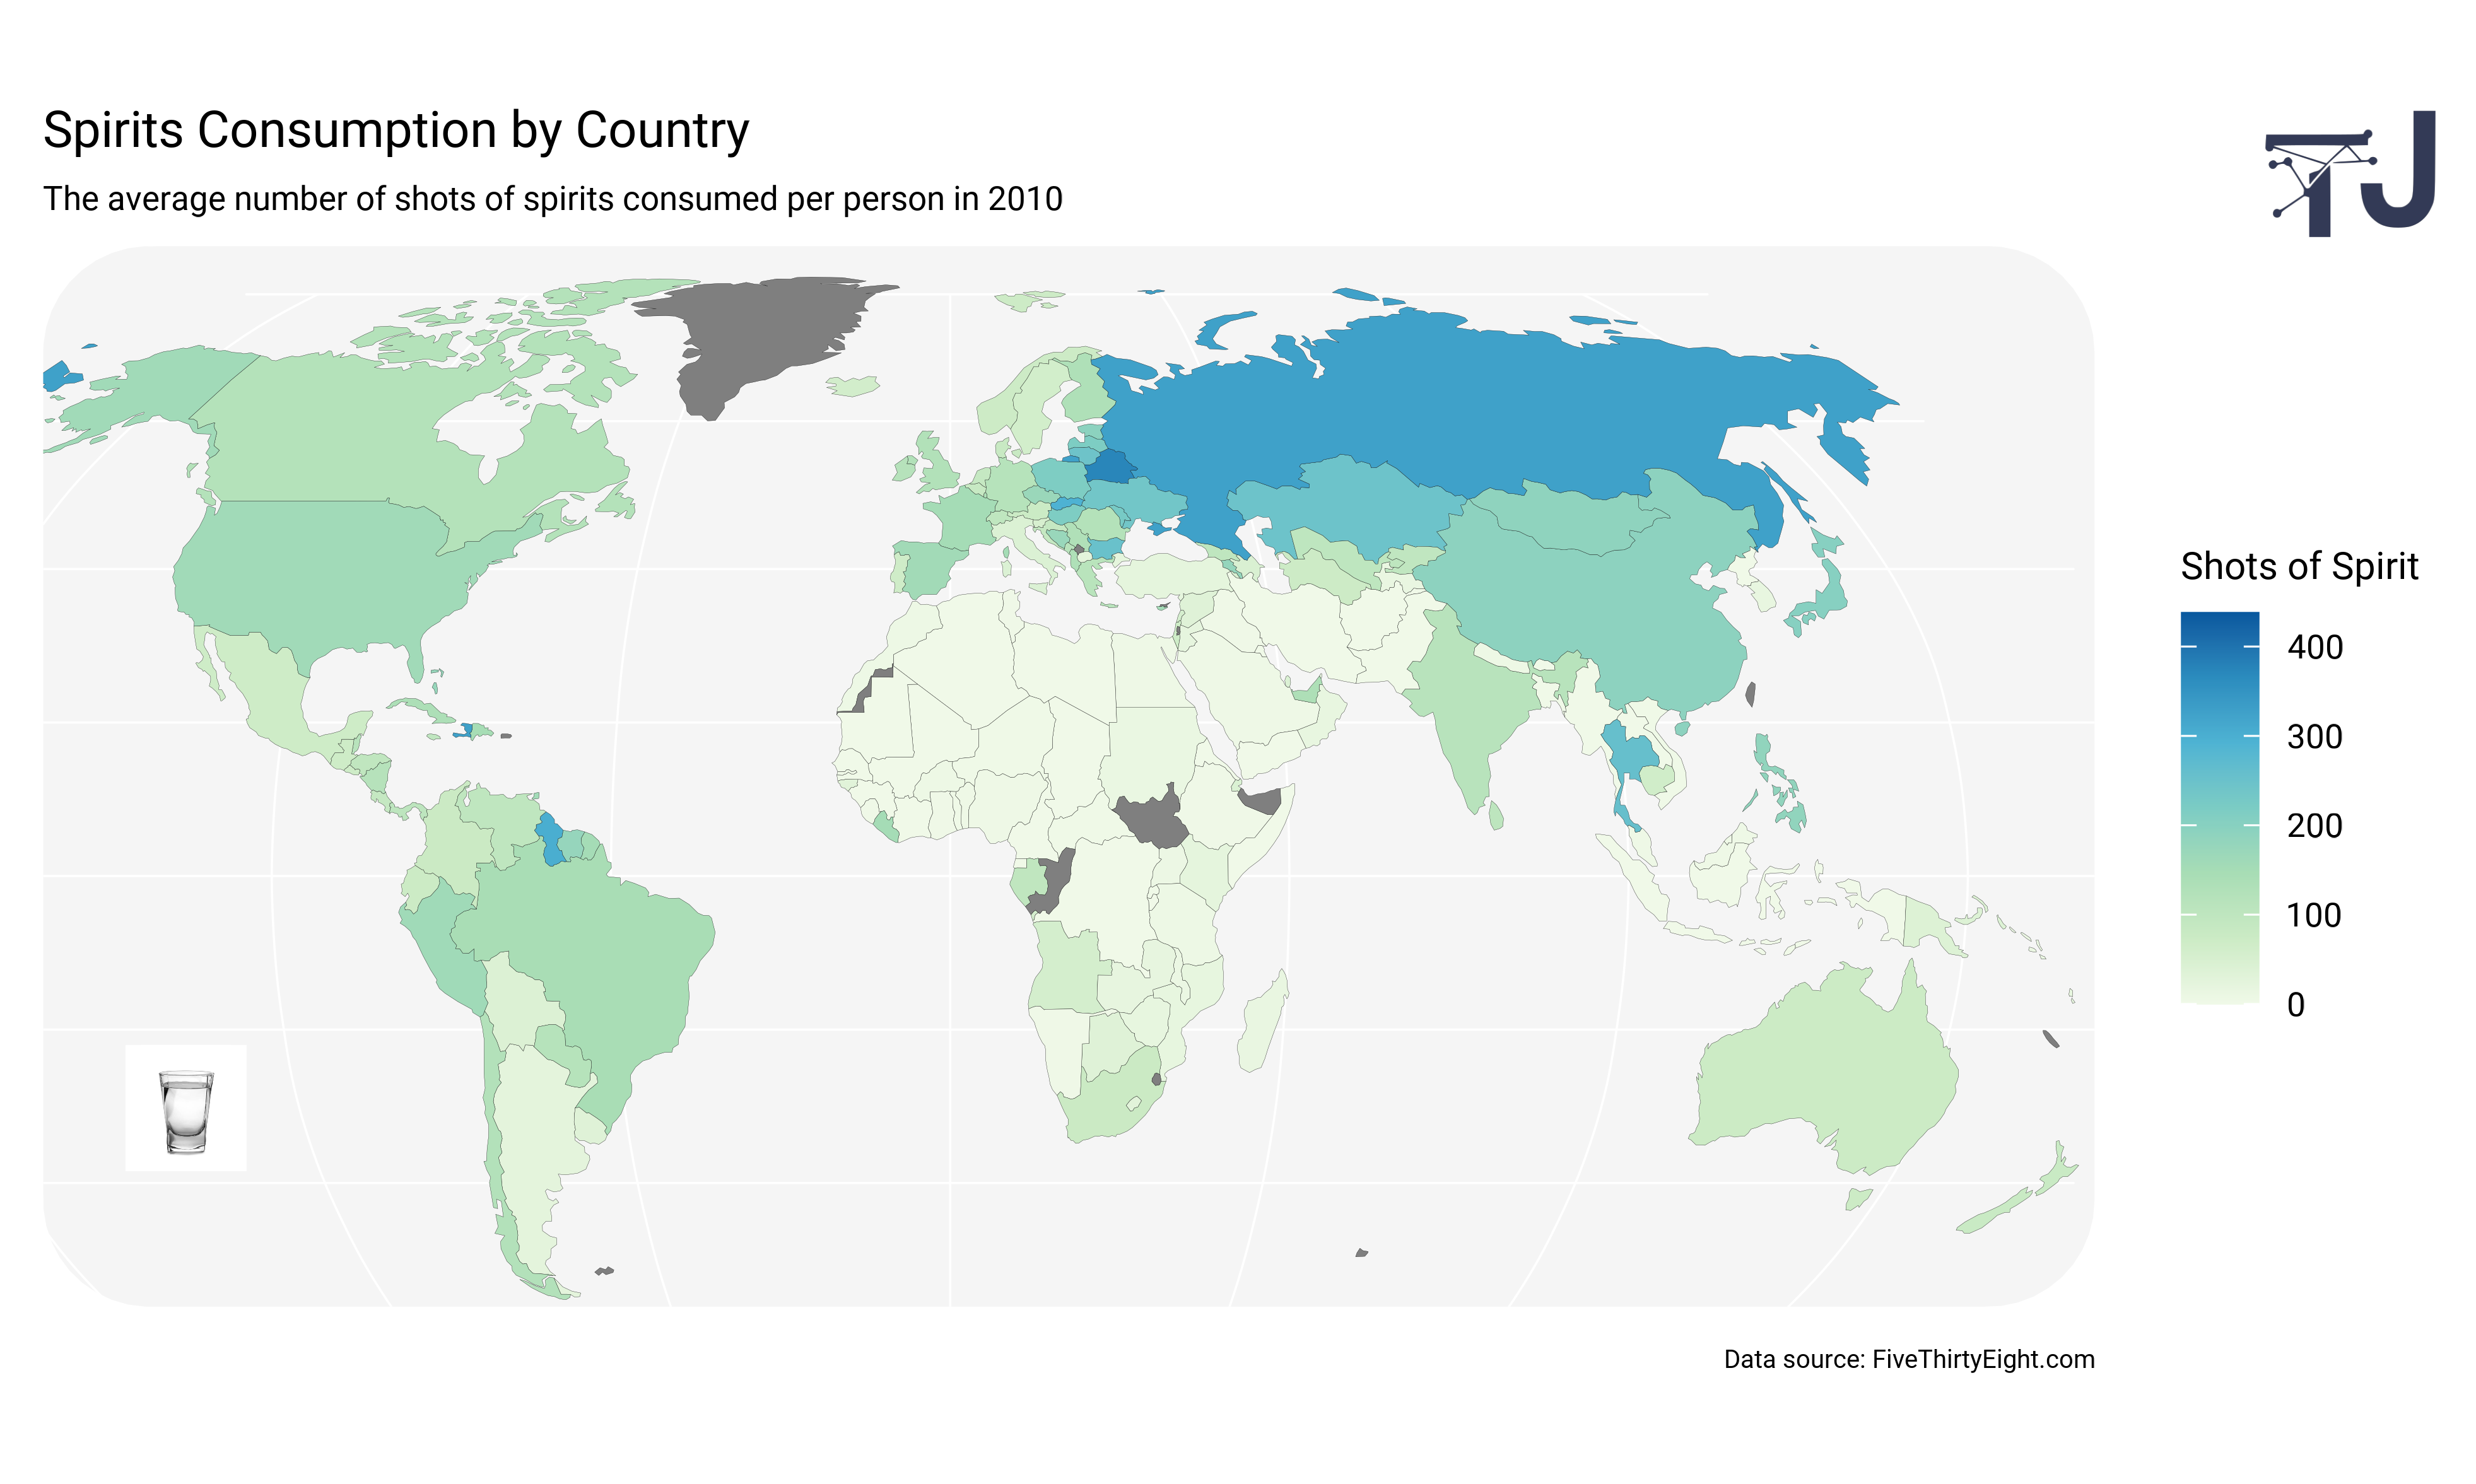 Spirits Consumption by Country
The average number of shots of spirits consumed per person in 2010
TJ
Shots of Spirit
400
300
200
100
0
Data source: FiveThirtyEight.com